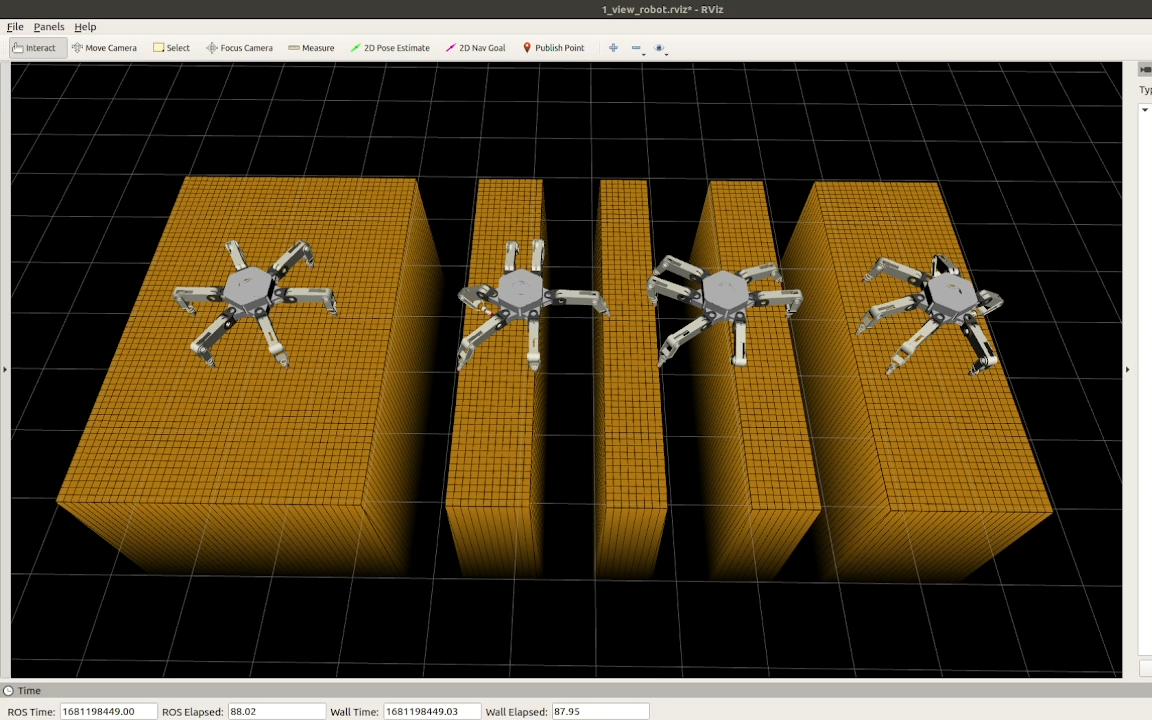 1_view_robot.rviz* - RViz
File Panels Help
Interact Move Camera Select Focus Camera Measure 2D Pose Estimate 2D Nav Goal Publish Point
Typ
Time
ROS Time: 1681198449.00 ROS Elapsed: 88.02 Wall Time: 1681198449.03 Wall Elapsed: 87.95